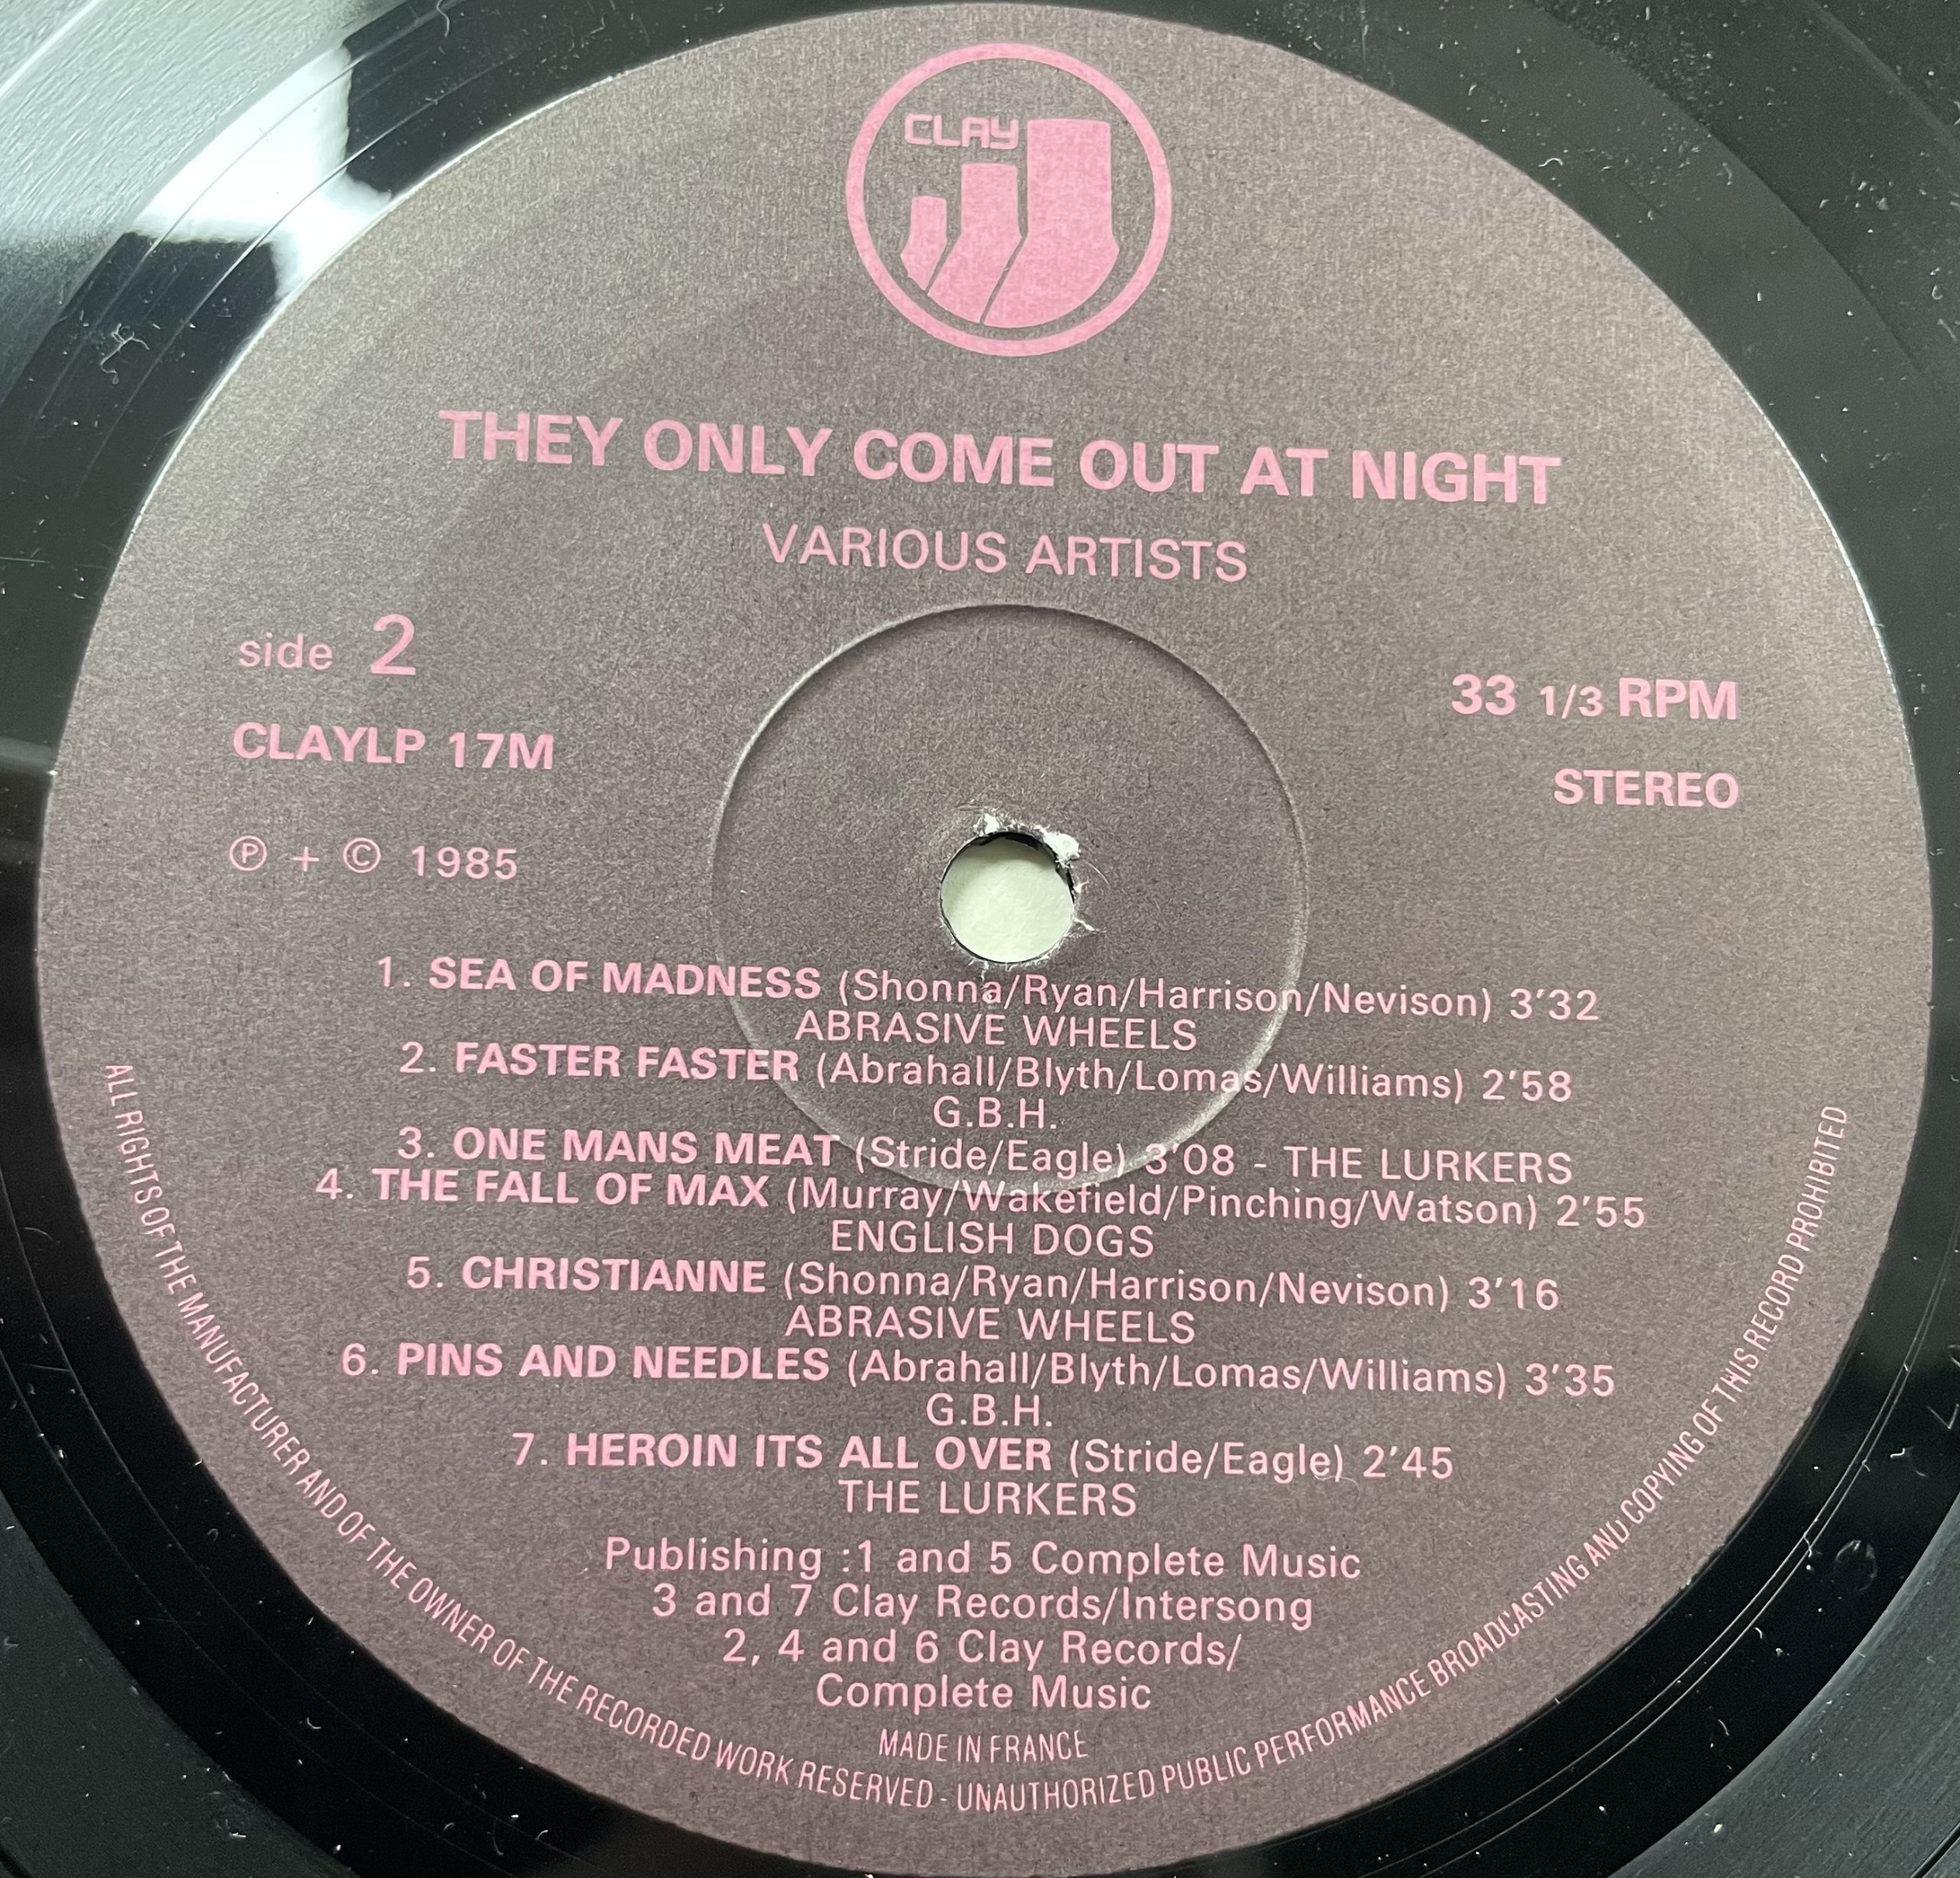 CLAY
THEY ONLY COME OUT AT NIGHT
VARIOUS ARTISTS
side 2
33 1/3 RPM
CLAYLP 17M
STEREO
Ⓟ + © 1985
1. SEA OF MADNESS (Shonna/Ryan/Harrison/Nevison) 3'32
ABRASIVE WHEELS
2. FASTER FASTER (Abrahall/Blyth/Lomas/Williams) 2'58
G.B.H.
3. ONE MANS MEAT (Stride/Eagle) 3'08 - THE LURKERS
4. THE FALL OF MAX (Murray/Wakefield/Pinching/Watson) 2'55
ENGLISH DOGS
5. CHRISTIANNE (Shonna/Ryan/Harrison/Nevison) 3'16
ABRASIVE WHEELS
6. PINS AND NEEDLES (Abrahall/Blyth/Lomas/Williams) 3'35
G.B.H.
7. HEROIN ITS ALL OVER (Stride/Eagle) 2'45
THE LURKERS
Publishing :1 and 5 Complete Music
3 and 7 Clay Records/Intersong
2, 4 and 6 Clay Records/
Complete Music
MADE IN FRANCE
ALL RIGHTS OF THE MANUFACTURER AND OF THE OWNER OF THE RECORDED WORK RESERVED - UNAUTHORIZED PUBLIC PERFORMANCE BROADCASTING AND COPYING OF THIS RECORD PROHIBITED